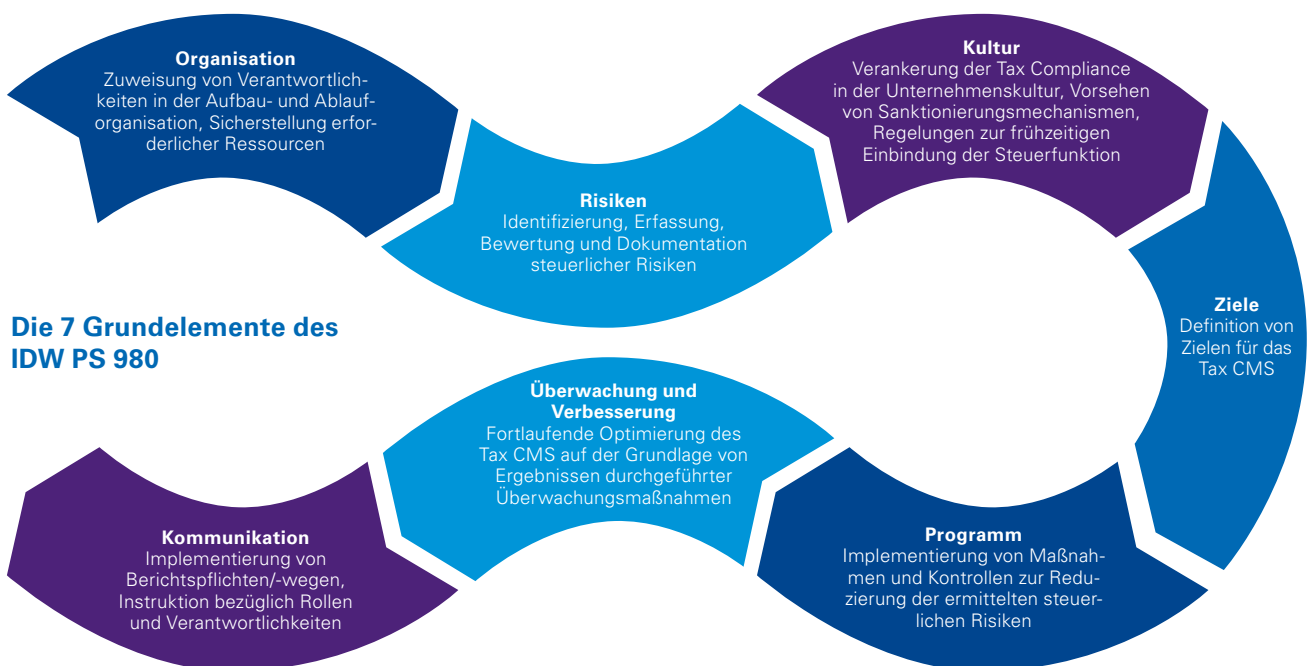 Organisation
Zuweisung von Verantwortlich-
keiten in der Aufbau- und Ablauf-
organisation, Sicherstellung erfor-
derlicher Ressourcen
Risiken
Identifizierung, Erfassung,
Bewertung und Dokumentation
steuerlicher Risiken
Kultur
Verankerung der Tax Compliance
in der Unternehmenskultur, Vorsehen
von Sanktionierungsmechanismen,
Regelungen zur frühzeitigen
Einbindung der Steuerfunktion
Ziele
Definition von
Zielen für das
Tax CMS
Die 7 Grundelemente des
IDW PS 980
Überwachung und
Verbesserung
Fortlaufende Optimierung des
Tax CMS auf der Grundlage von
Ergebnissen durchgeführter
Überwachungsmaßnahmen
Kommunikation
Implementierung von
Berichtspflichten/-wegen,
Instruktion bezüglich Rollen
und Verantwortlichkeiten
Programm
Implementierung von Maßnah-
men und Kontrollen zur Redu-
zierung der ermittelten steuer-
lichen Risiken